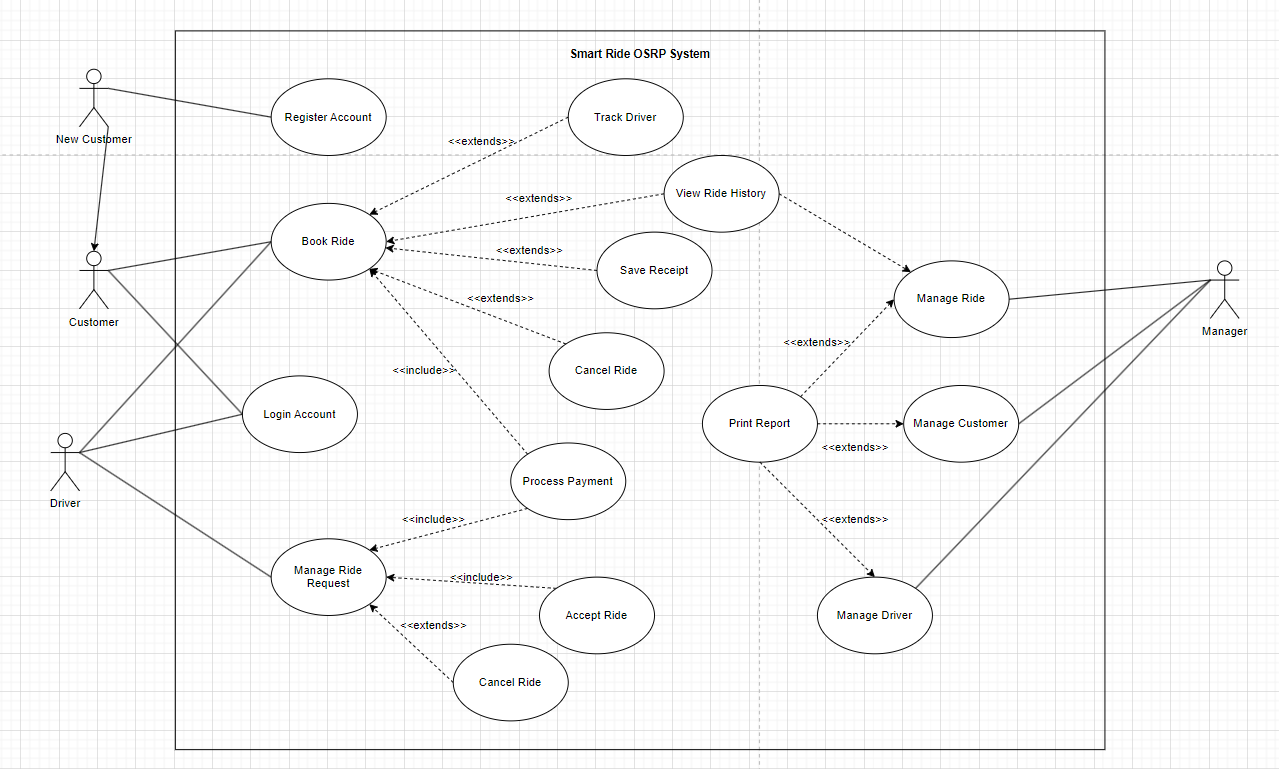 Smart Ride OSRP System
New Customer
Register Account
Track Driver
<<extends>>
View Ride History
<<extends>>
Book Ride
<<extends>>
Save Receipt
Customer
<<extends>>
Manage Ride
Manager
<<extends>>
Cancel Ride
<<include>>
Login Account
Print Report
Manage Customer
<<extends>>
Driver
Process Payment
<<include>>
<<extends>>
Manage Ride
Request
<<include>>
Accept Ride
Manage Driver
<<extends>>
Cancel Ride